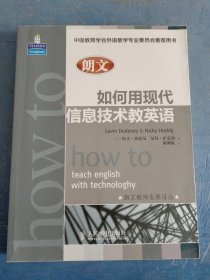 中国教育学会外语教学专业委员会推荐用书
PEARSON
Longman
朗文
如何用现代
信息技术教英语
Gavin Dudeney & Nicky Hockly
how to
how to
teach english
with technologhy
朗文教师发展译丛